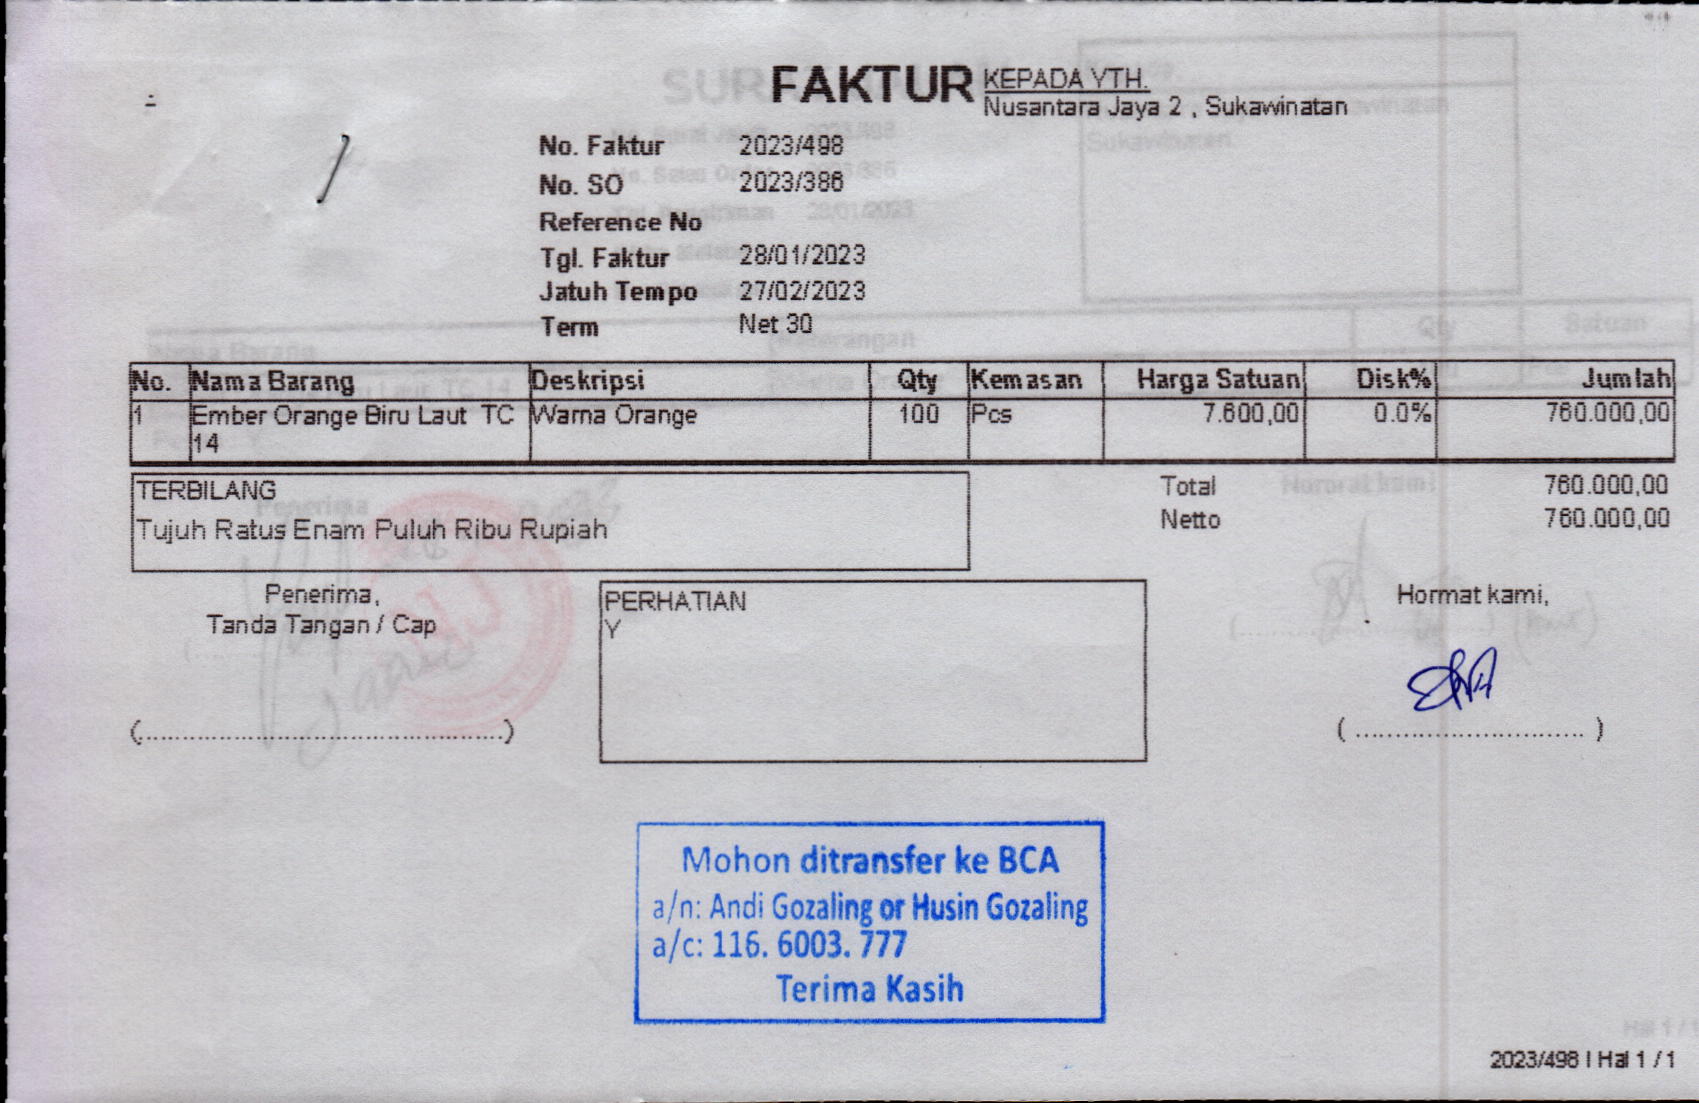 FAKTUR
KEPADA YTH.
Nusantara Jaya 2 , Sukawinatan
No. Faktur 2023/498
No. SO 2023/386
Reference No
Tgl. Faktur 28/01/2023
Jatuh Tempo 27/02/2023
Term Net 30
No. Nama Barang Deskripsi Qty Kemasan Harga Satuan Disk% Jumlah
1 Ember Orange Biru Laut TC Warna Orange 100 Pcs 7.600,00 0.0% 760.000,00
14
TERBILANG
Tujuh Ratus Enam Puluh Ribu Rupiah
Total 760.000,00
Netto 760.000,00
Penerima,
Tanda Tangan / Cap
PERHATIAN
Y
Hormat kami,
(..............................................)
( ............................. )
Mohon ditransfer ke BCA
a/n: Andi Gozaling or Husin Gozaling
a/c: 116. 6003. 777
Terima Kasih
2023/498 I Hal 1 / 1